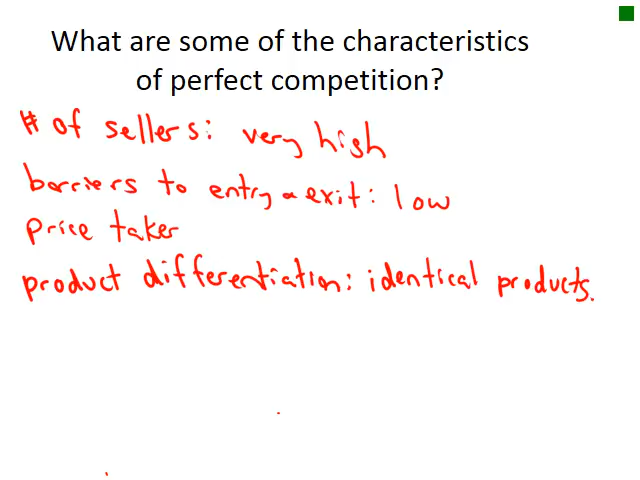 What are some of the characteristics
of perfect competition?
# of sellers: very high
barriers to entry & exit: low
price taker
product differentiation: identical products.